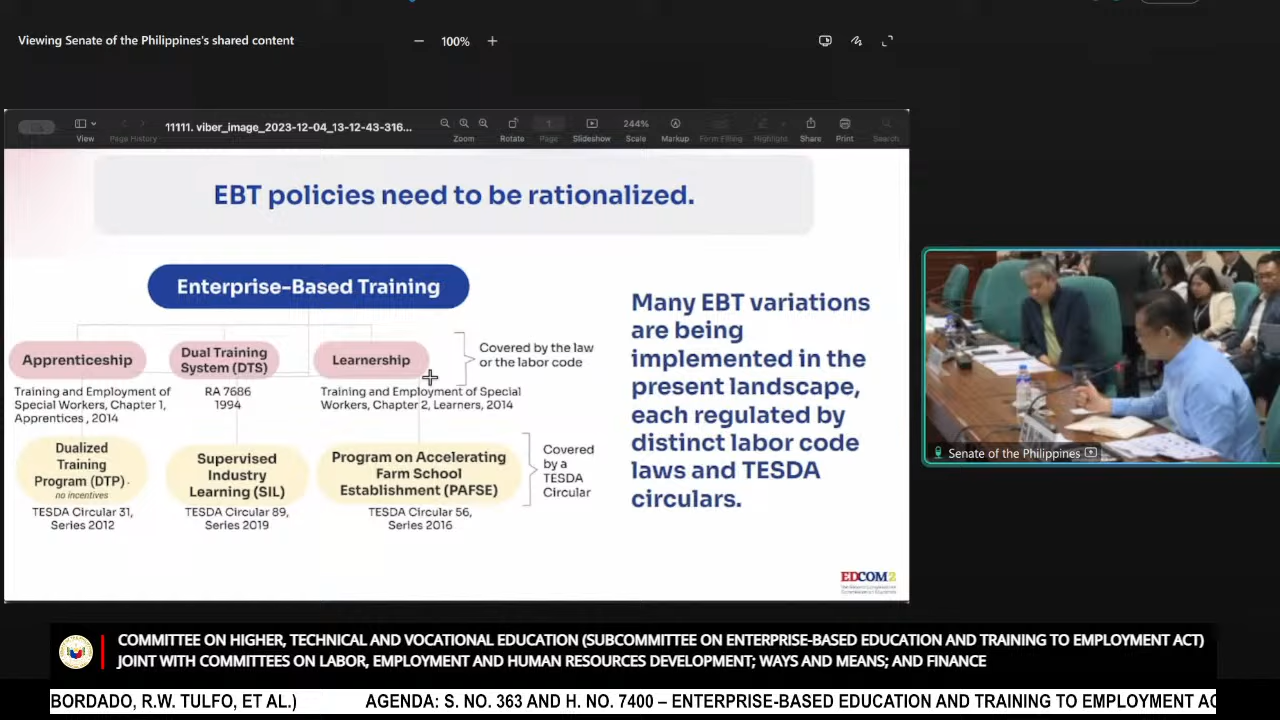 Viewing Senate of the Philippines's shared content
100%
11111. viber_image_2023-12-04_13-12-43-316...
244%
View
Page History
Zoom
Rotate
Page
Slideshow
Scale
Markup
Form Filling
Highlight
Share
Print
Search
EBT policies need to be rationalized.
Enterprise-Based Training
Apprenticeship
Training and Employment of
Special Workers, Chapter 1,
Apprentices , 2014
Dual Training
System (DTS)
RA 7686
1994
Learnership
Training and Employment of Special
Workers, Chapter 2, Learners, 2014
Covered by the law
or the labor code
Dualized
Training
Program (DTP)
no incentives
TESDA Circular 31,
Series 2012
Supervised
Industry
Learning (SIL)
TESDA Circular 89,
Series 2019
Program on Accelerating
Farm School
Establishment (PAFSE)
TESDA Circular 56,
Series 2016
Covered
by a
TESDA
Circular
Many EBT variations
are being
implemented in the
present landscape,
each regulated by
distinct labor code
laws and TESDA
circulars.
EDCOM2
Senate of the Philippines
COMMITTEE ON HIGHER, TECHNICAL AND VOCATIONAL EDUCATION (SUBCOMMITTEE ON ENTERPRISE-BASED EDUCATION AND TRAINING TO EMPLOYMENT ACT)
JOINT WITH COMMITTEES ON LABOR, EMPLOYMENT AND HUMAN RESOURCES DEVELOPMENT; WAYS AND MEANS; AND FINANCE
BORDADO, R.W. TULFO, ET AL.) AGENDA: S. NO. 363 AND H. NO. 7400 – ENTERPRISE-BASED EDUCATION AND TRAINING TO EMPLOYMENT AC